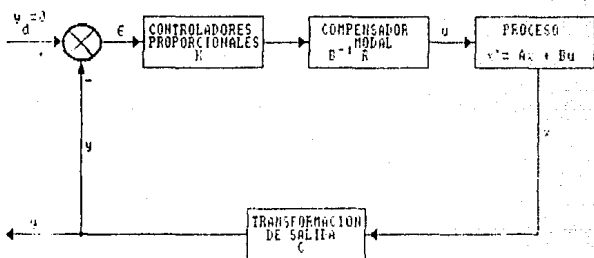 y_d = 0
ε
CONTROLADORES
PROPORCIONALES
K
COMPENSADOR
MODAL
B⁻¹ R
u
PROCESO
x'= Ax + Bu
+
-
y
x
TRANSFORMACION
DE SALIDA
C